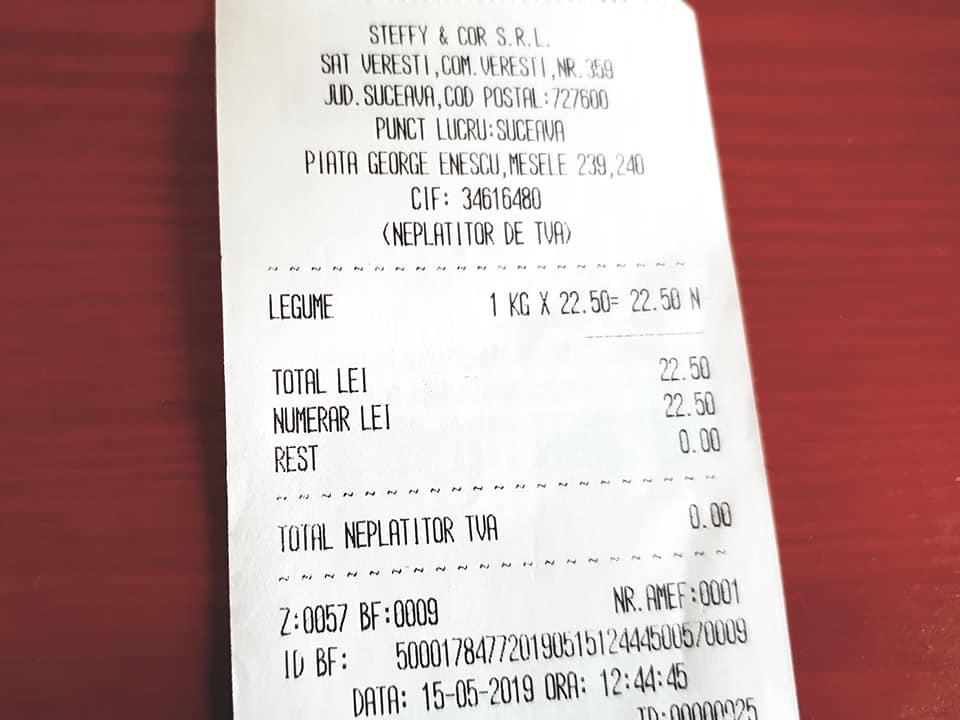 STEFFY & COR S.R.L.
SAT VERESTI,COM.VERESTI,NR.359
JUD.SUCEAVA,COD POSTAL:727600
PUNCT LUCRU:SUCEAVA
PIATA GEORGE ENESCU,MESELE 239,240
CIF: 34616480
(NEPLATITOR DE TVA)
~ ~ ~ ~ ~ ~ ~ ~ ~ ~ ~ ~ ~ ~ ~ ~ ~ ~ ~ ~
LEGUME 1 KG X 22.50= 22.50 N
TOTAL LEI 22.50
NUMERAR LEI 22.50
REST 0.00
~ ~ ~ ~ ~ ~ ~ ~ ~ ~ ~ ~ ~ ~ ~ ~ ~ ~ ~ ~
TOTAL NEPLATITOR TVA 0.00
~ ~ ~ ~ ~ ~ ~ ~ ~ ~ ~ ~ ~ ~ ~ ~ ~ ~ ~ ~
Z:0057 BF:0009 NR.AMEF:0001
ID BF: 50001784772019051512444500570009
DATA: 15-05-2019 ORA: 12:44:45